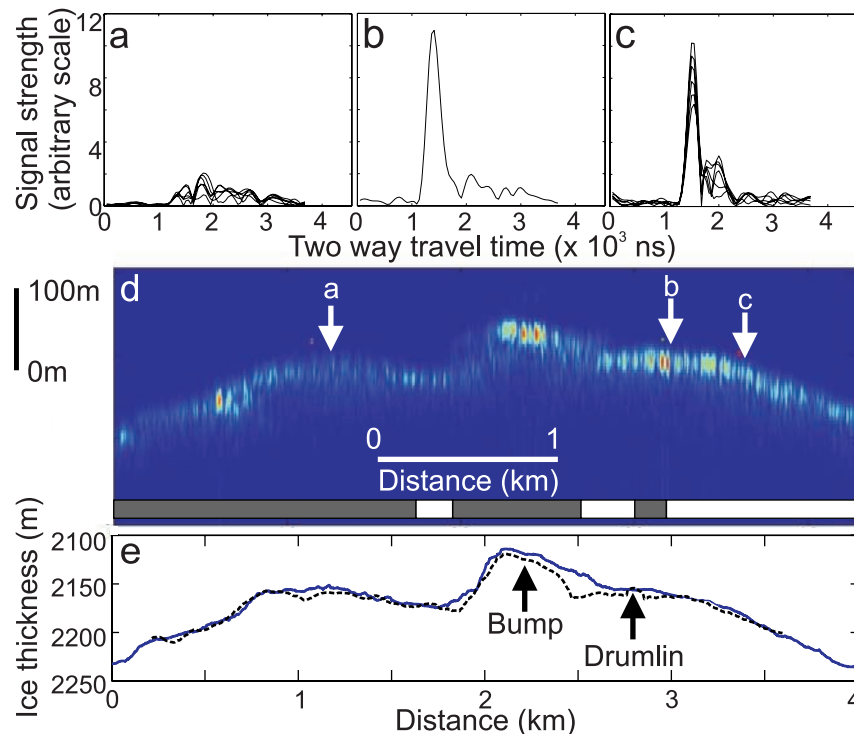 Signal strength
(arbitrary scale)
12
8
4
0
a
b
c
0 1 2 3 4
0 1 2 3 4
0 1 2 3 4
Two way travel time (x 10³ ns)
100m
0m
d
a
b
c
0 1
Distance (km)
Ice thickness (m)
2100
2150
2200
2250
e
Bump
Drumlin
0 1 2 3 4
Distance (km)